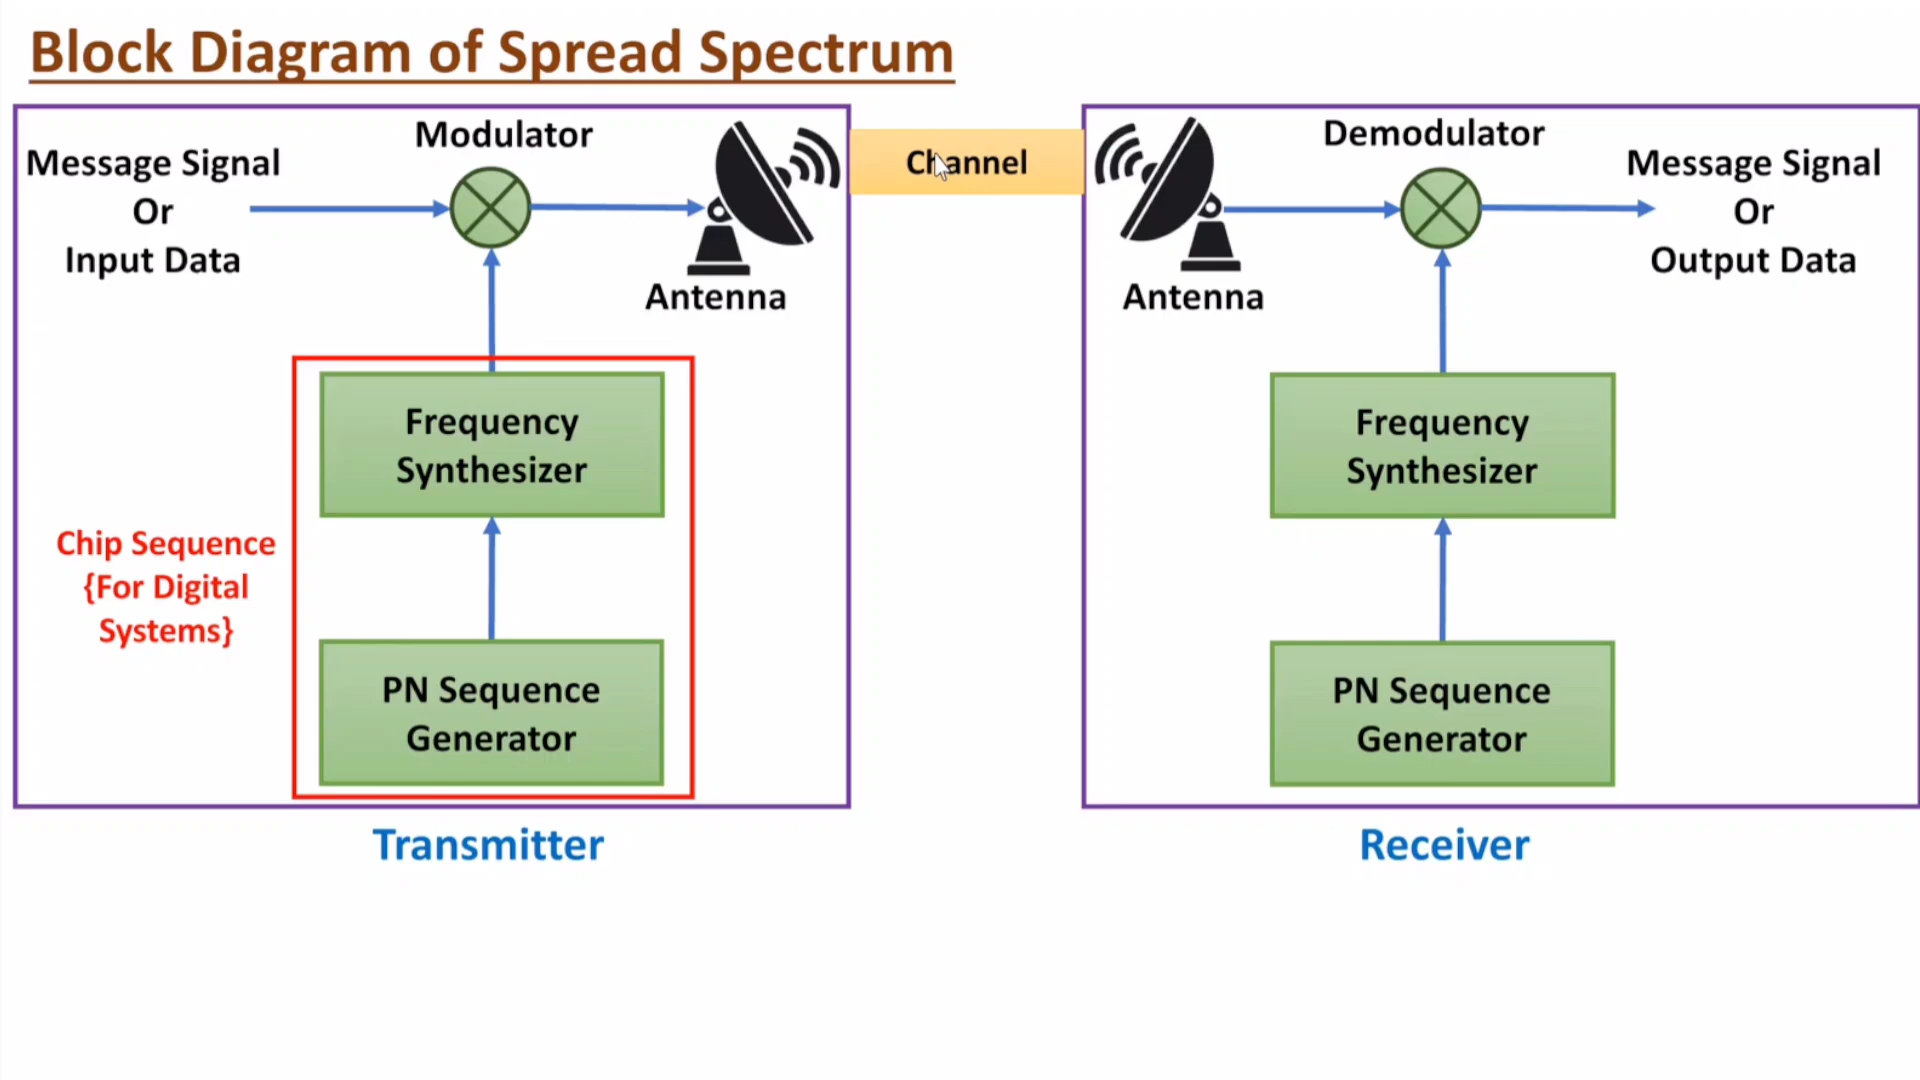 Block Diagram of Spread Spectrum
Message Signal
Or
Input Data
Modulator
Antenna
Frequency
Synthesizer
Chip Sequence
{For Digital
Systems}
PN Sequence
Generator
Transmitter
Channel
Antenna
Demodulator
Message Signal
Or
Output Data
Frequency
Synthesizer
PN Sequence
Generator
Receiver